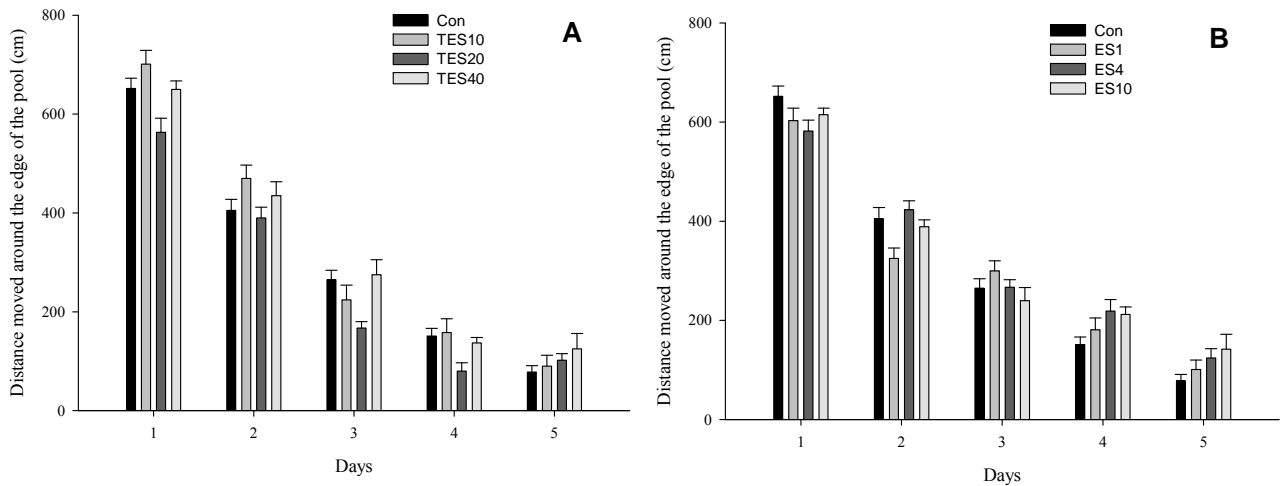 A
Con
TES10
TES20
TES40
Distance moved around the edge of the pool (cm)
800
600
400
200
0
1 2 3 4 5
Days
B
Con
ES1
ES4
ES10
Distance moved around the edge of the pool (cm)
800
600
400
200
0
1 2 3 4 5
Days